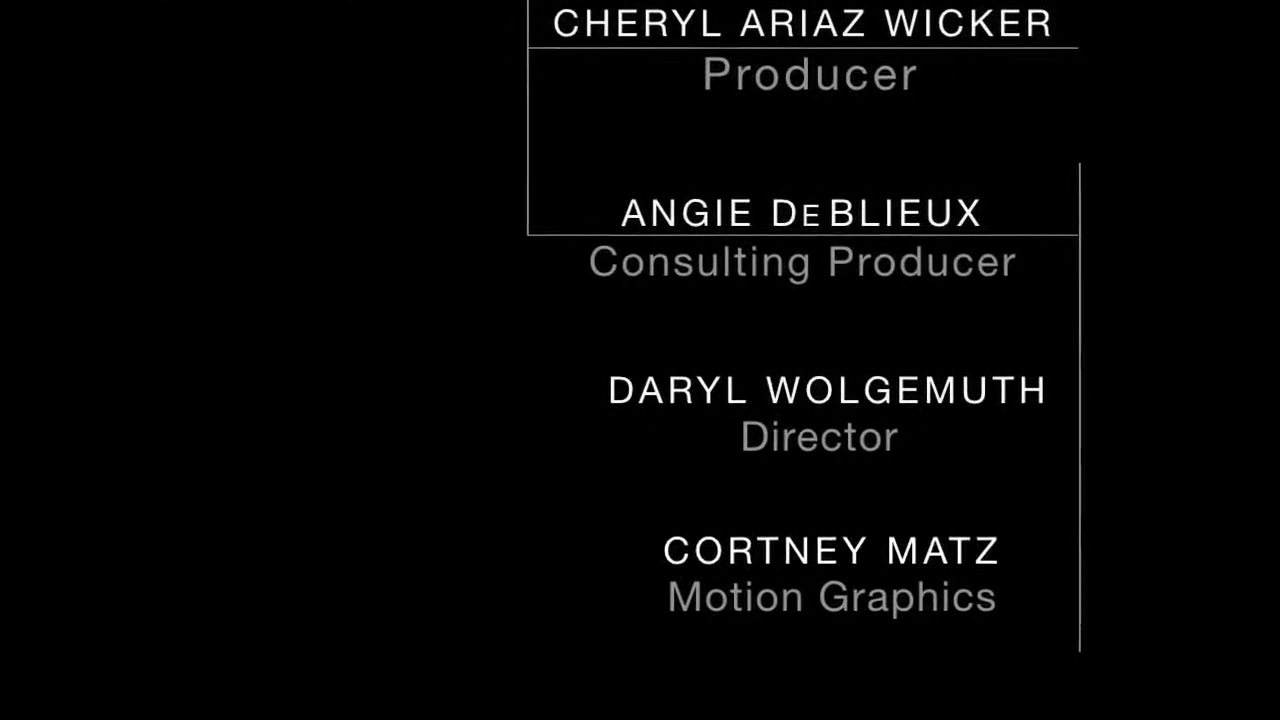 CHERYL ARIAZ WICKER
Producer
ANGIE DeBLIEUX
Consulting Producer
DARYL WOLGEMUTH
Director
CORTNEY MATZ
Motion Graphics